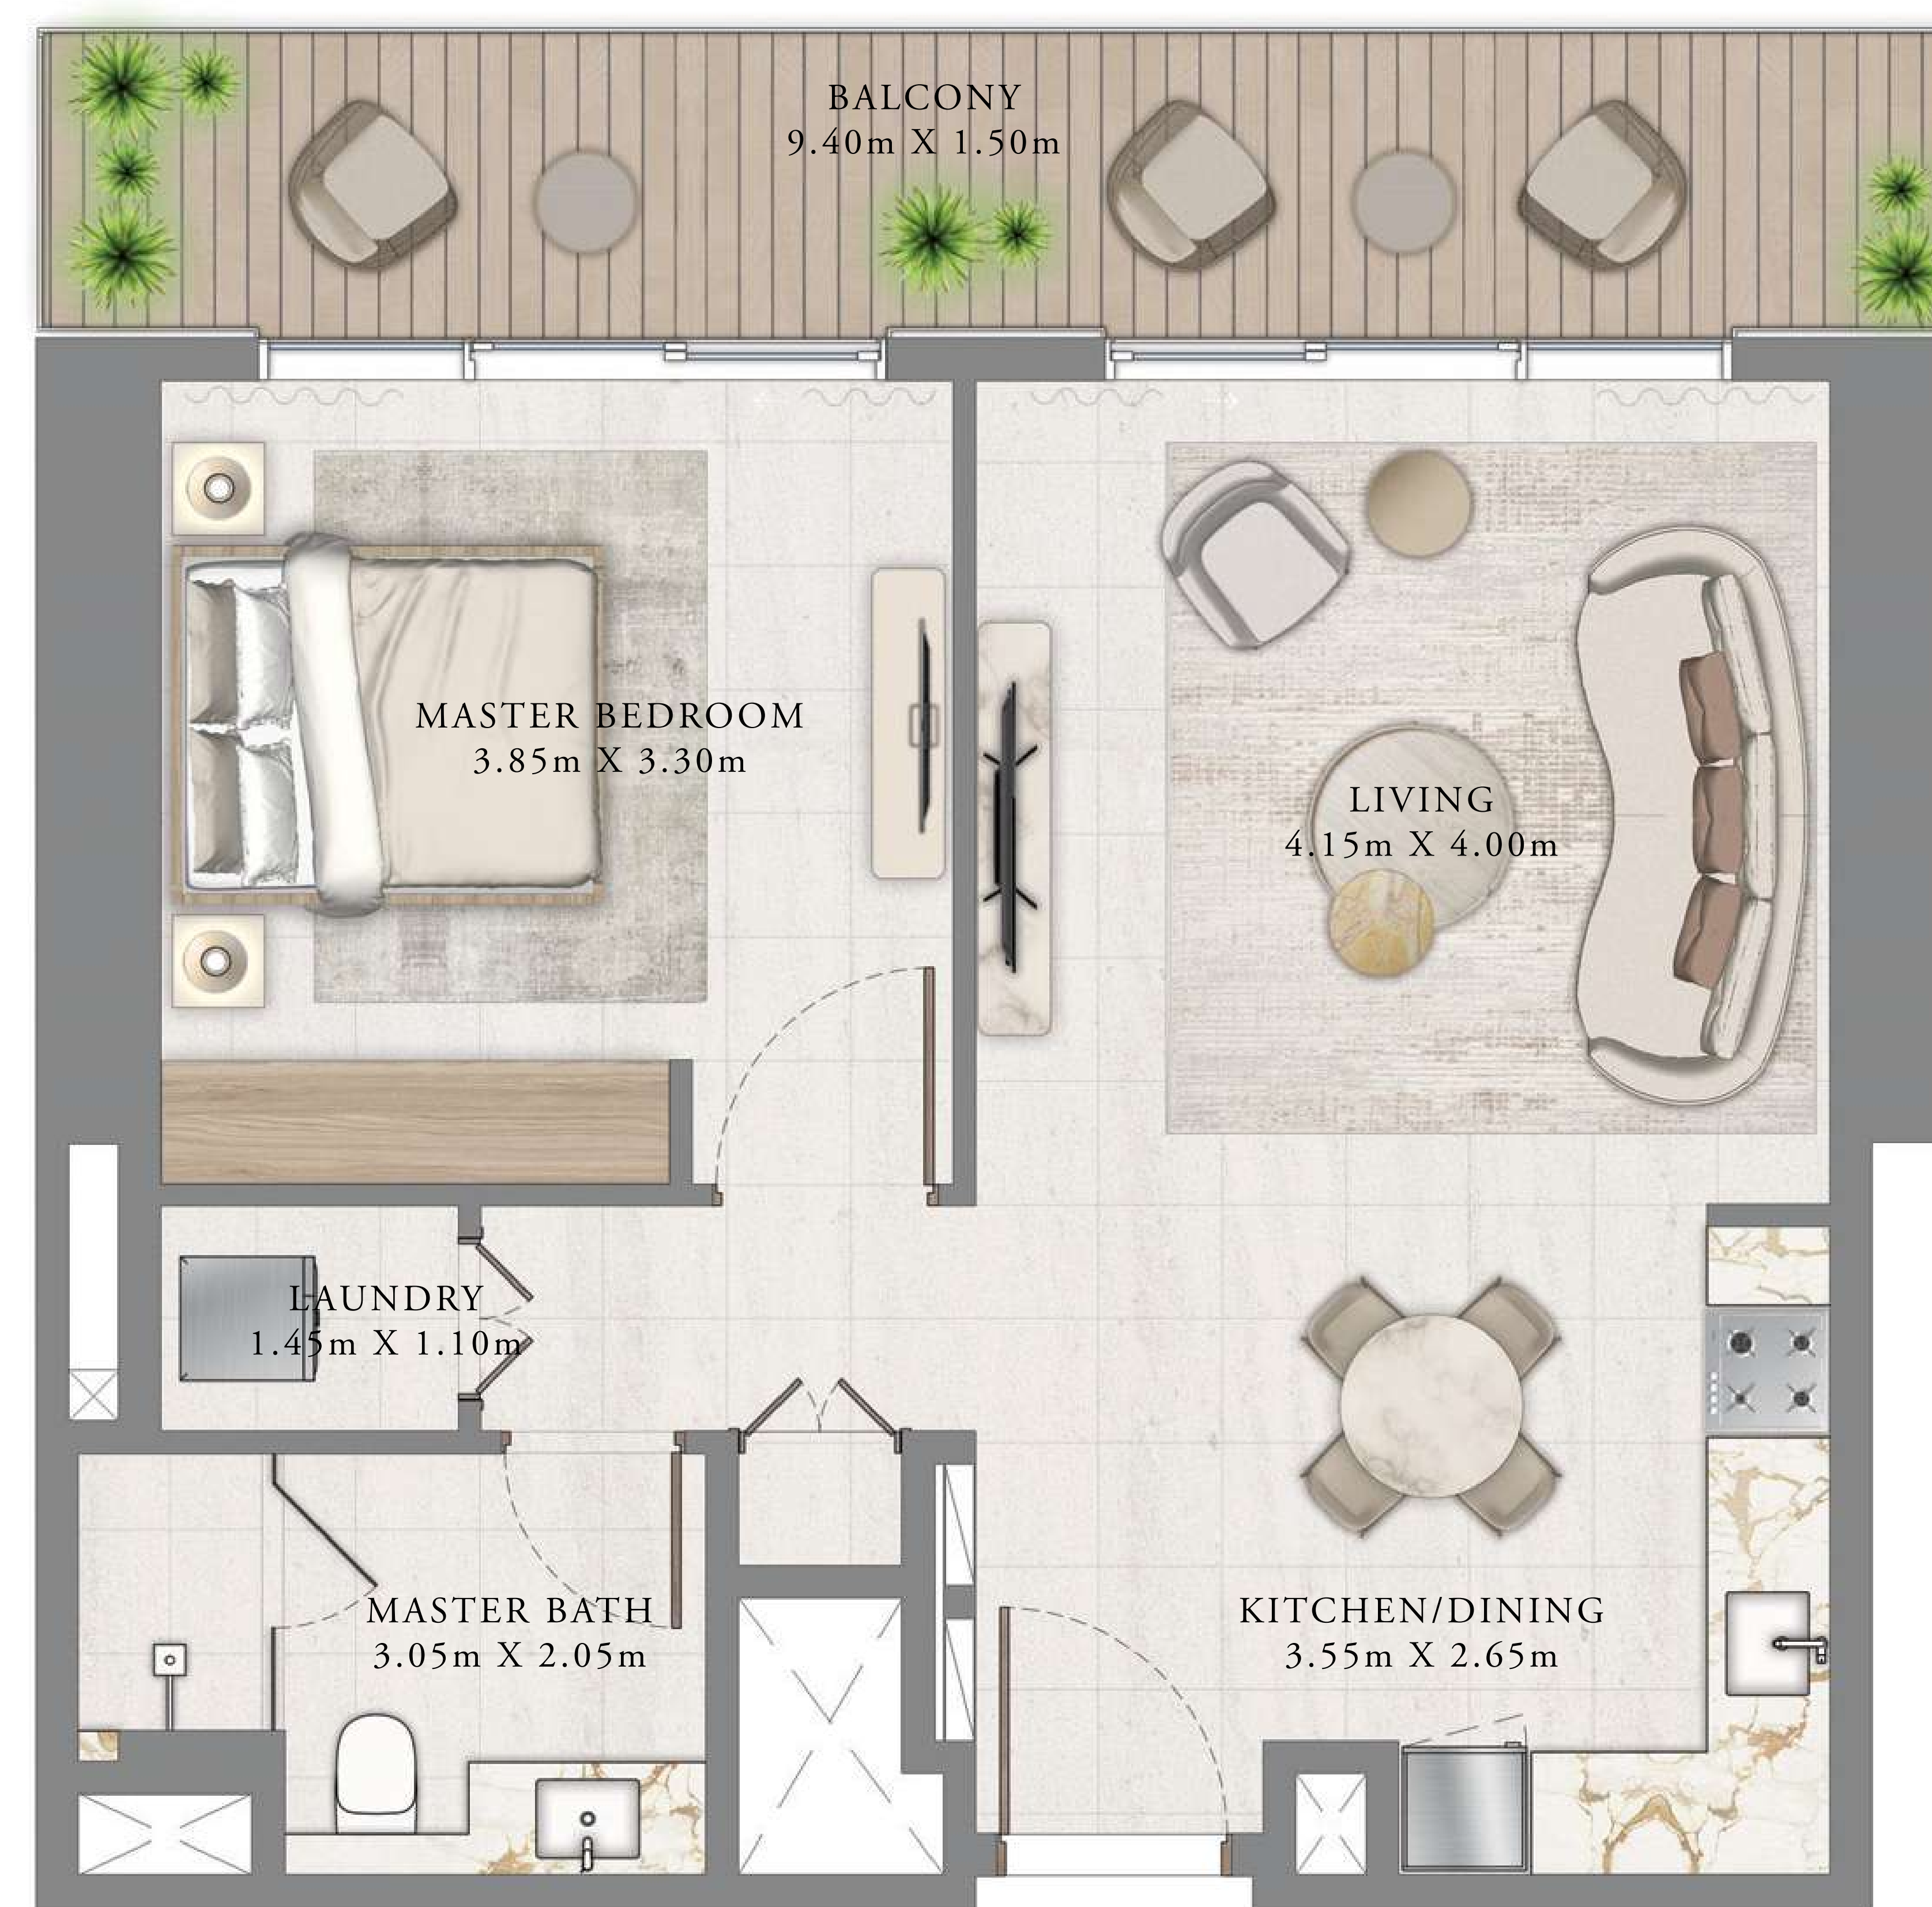 BALCONY
9.40m X 1.50m
MASTER BEDROOM
3.85m X 3.30m
LIVING
4.15m X 4.00m
LAUNDRY
1.45m X 1.10m
MASTER BATH
3.05m X 2.05m
KITCHEN/DINING
3.55m X 2.65m